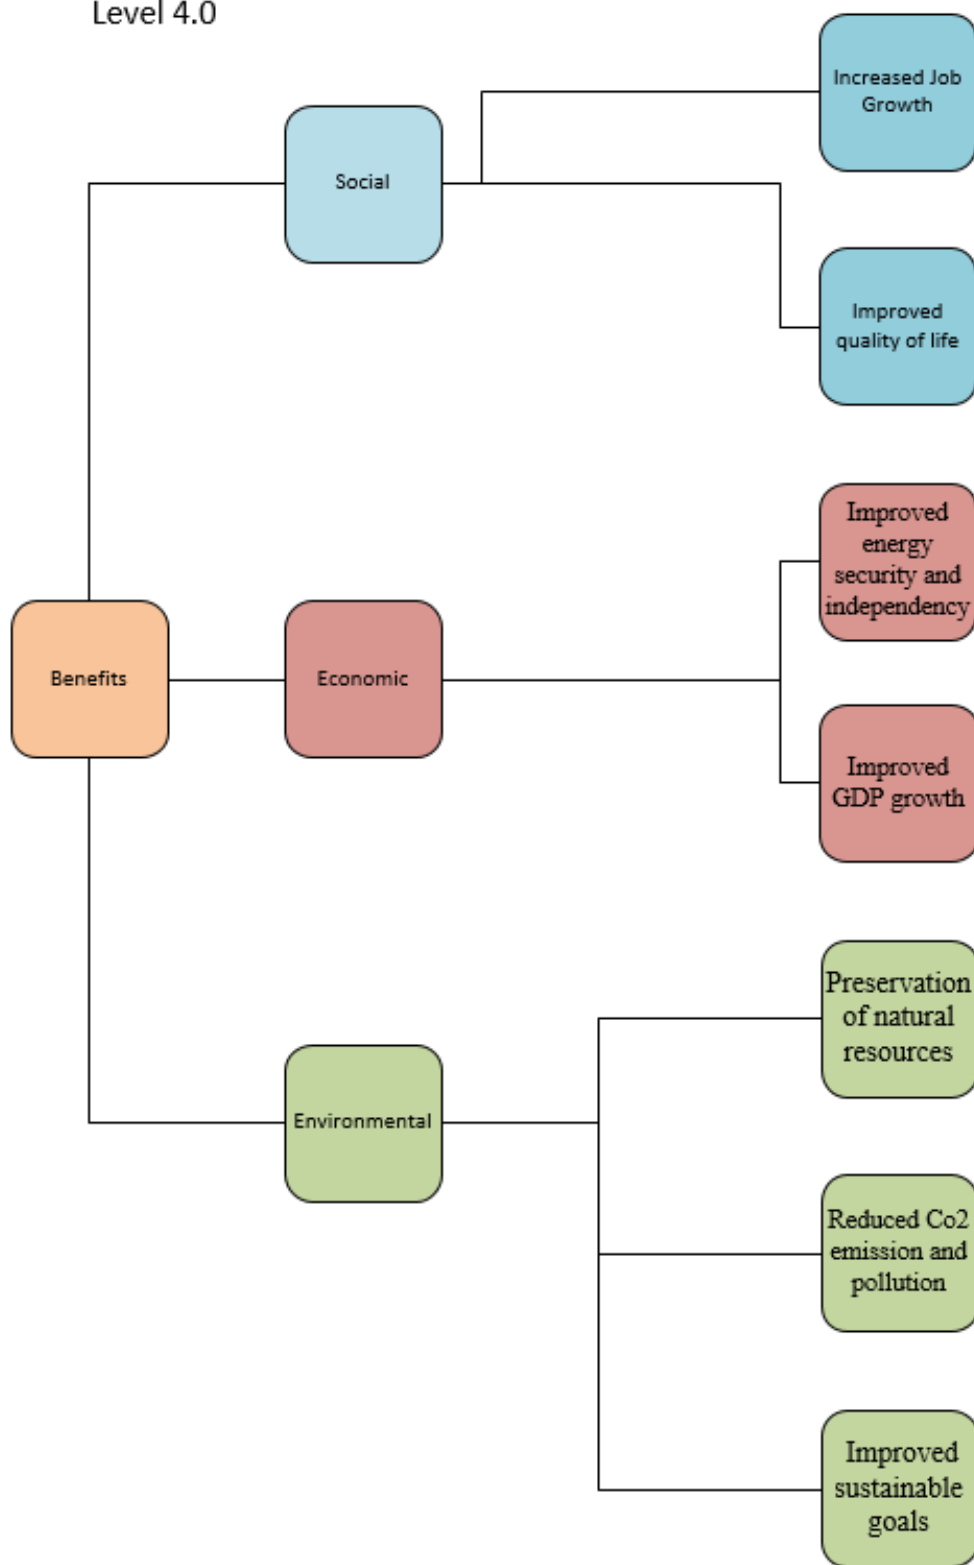 Level 4.0
Increased Job
Growth
Social
Improved
quality of life
Improved
energy
security and
independency
Benefits
Economic
Improved
GDP growth
Preservation
of natural
resources
Environmental
Reduced Co2
emission and
pollution
Improved
sustainable
goals